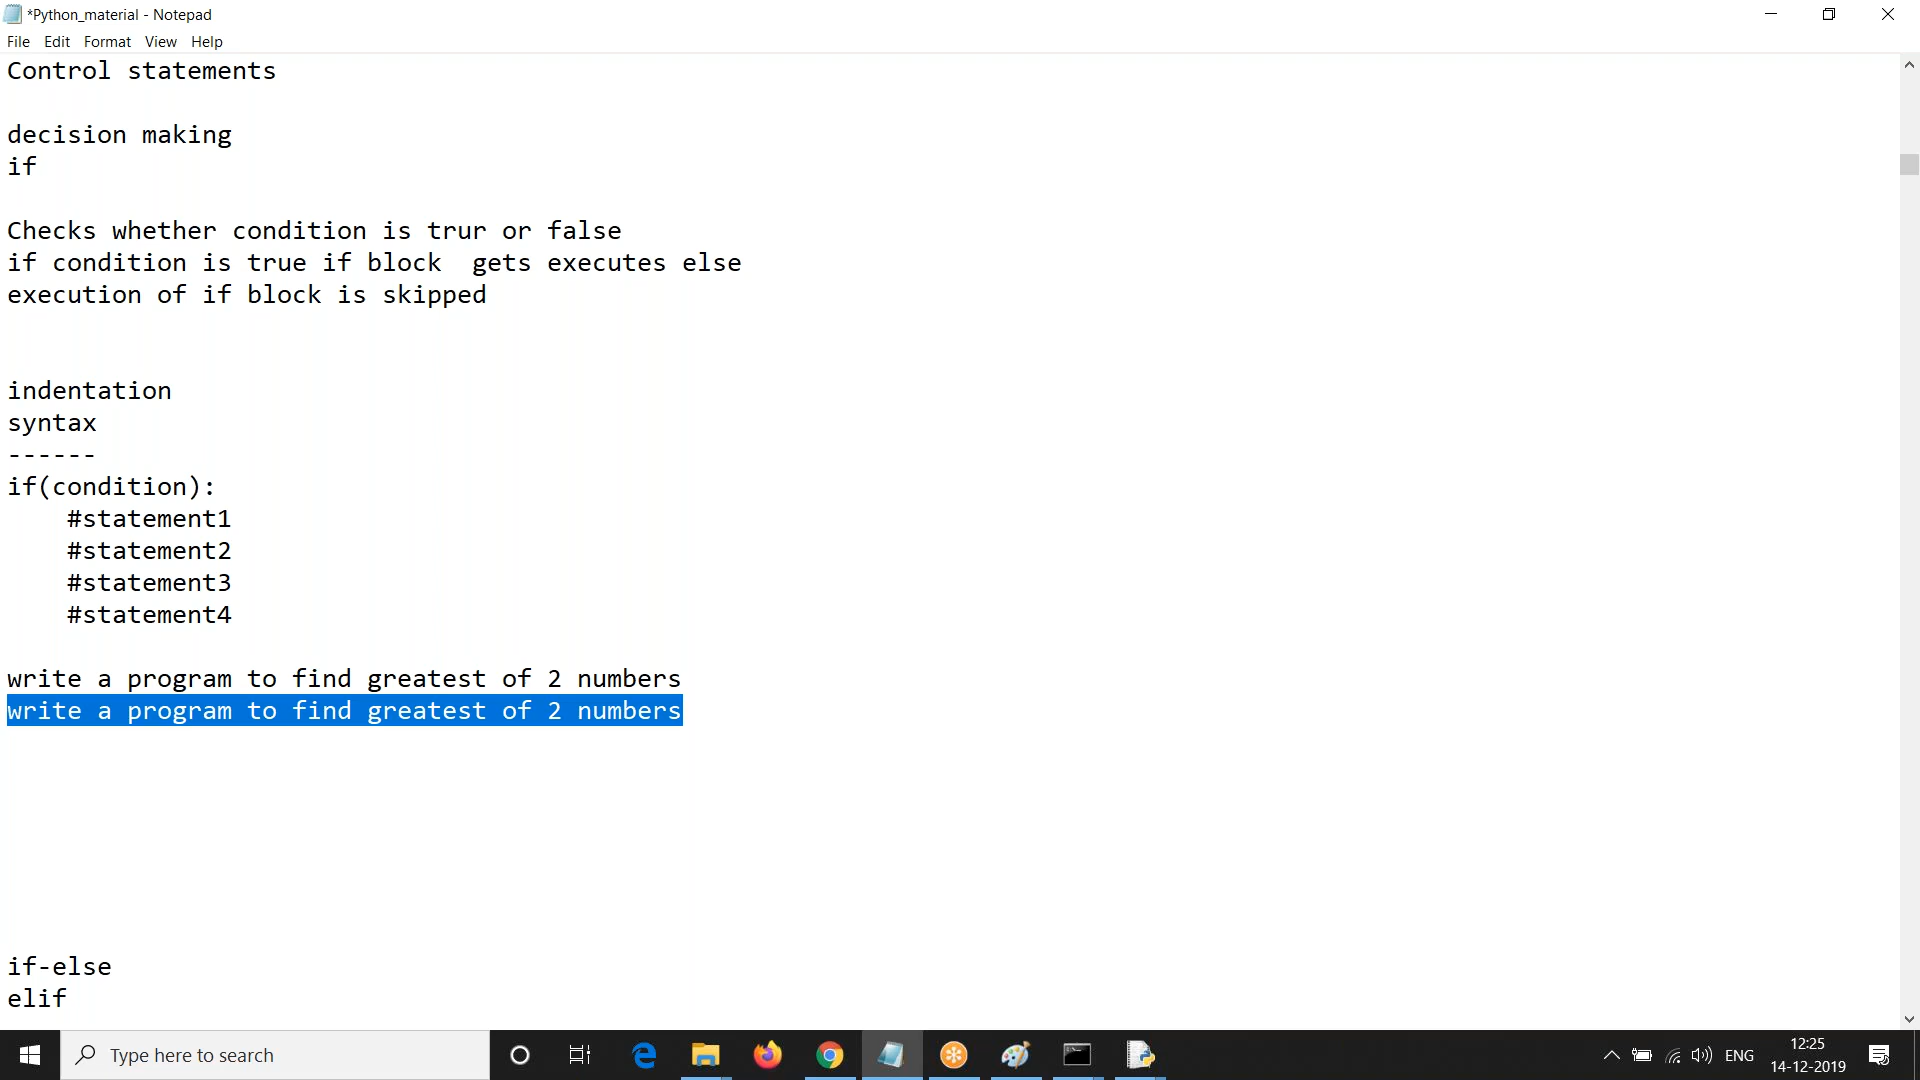 *Python_material - Notepad
File Edit Format View Help
Control statements
decision making
if
Checks whether condition is trur or false
if condition is true if block  gets executes else
execution of if block is skipped
indentation
syntax
------
if(condition):
    #statement1
    #statement2
    #statement3
    #statement4
write a program to find greatest of 2 numbers
write a program to find greatest of 2 numbers
if-else
elif
Type here to search
ENG
12:25
14-12-2019